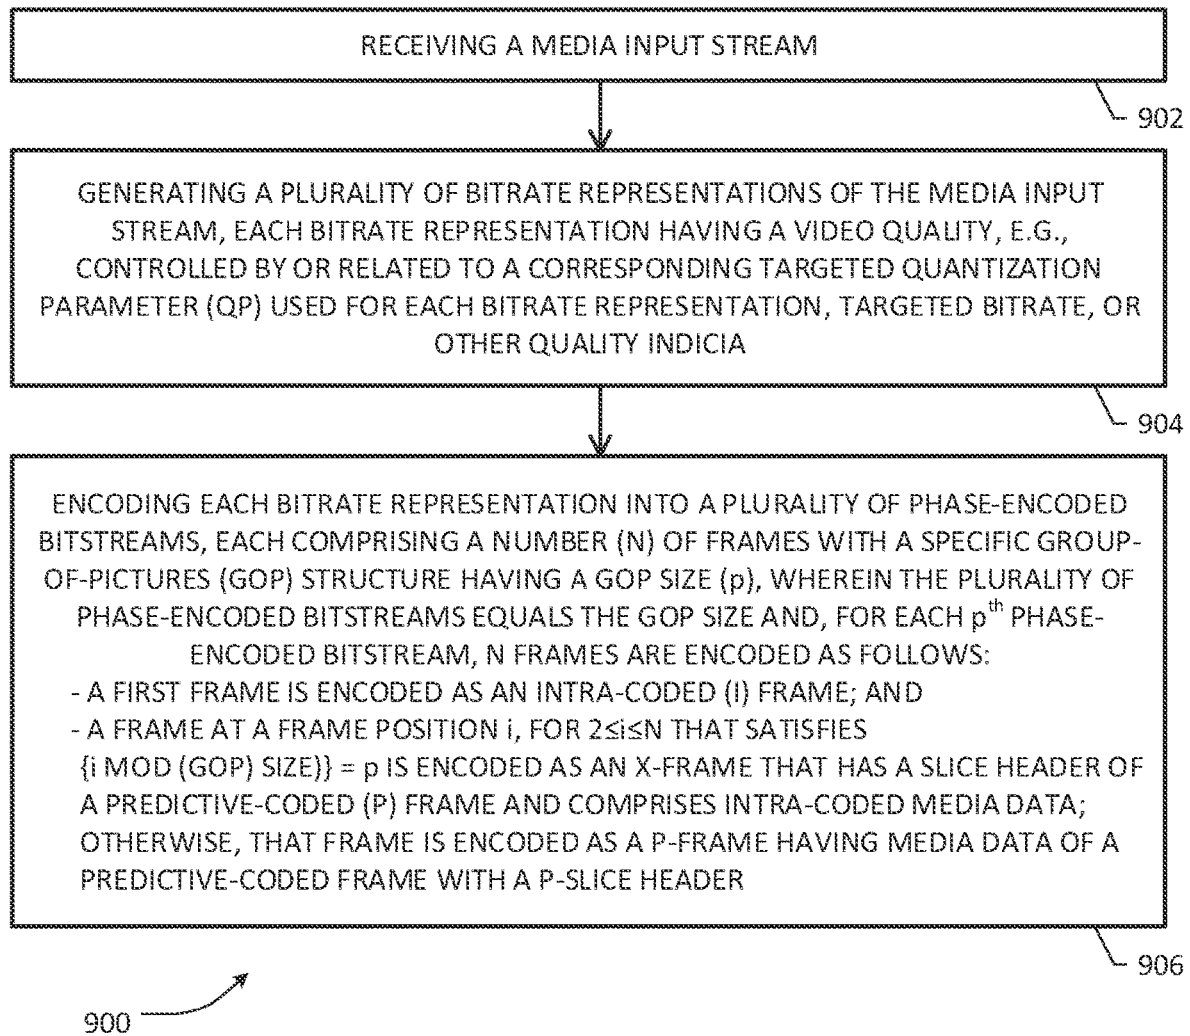 RECEIVING A MEDIA INPUT STREAM
902
GENERATING A PLURALITY OF BITRATE REPRESENTATIONS OF THE MEDIA INPUT
STREAM, EACH BITRATE REPRESENTATION HAVING A VIDEO QUALITY, E.G.,
CONTROLLED BY OR RELATED TO A CORRESPONDING TARGETED QUANTIZATION
PARAMETER (QP) USED FOR EACH BITRATE REPRESENTATION, TARGETED BITRATE, OR
OTHER QUALITY INDICIA
904
ENCODING EACH BITRATE REPRESENTATION INTO A PLURALITY OF PHASE-ENCODED
BITSTREAMS, EACH COMPRISING A NUMBER (N) OF FRAMES WITH A SPECIFIC GROUP-
OF-PICTURES (GOP) STRUCTURE HAVING A GOP SIZE (p), WHEREIN THE PLURALITY OF
PHASE-ENCODED BITSTREAMS EQUALS THE GOP SIZE AND, FOR EACH pth PHASE-
ENCODED BITSTREAM, N FRAMES ARE ENCODED AS FOLLOWS:
- A FIRST FRAME IS ENCODED AS AN INTRA-CODED (I) FRAME; AND
- A FRAME AT A FRAME POSITION i, FOR 2≤i≤N THAT SATISFIES
{i MOD (GOP) SIZE)} = p IS ENCODED AS AN X-FRAME THAT HAS A SLICE HEADER OF
A PREDICTIVE-CODED (P) FRAME AND COMPRISES INTRA-CODED MEDIA DATA;
OTHERWISE, THAT FRAME IS ENCODED AS A P-FRAME HAVING MEDIA DATA OF A
PREDICTIVE-CODED FRAME WITH A P-SLICE HEADER
906
900